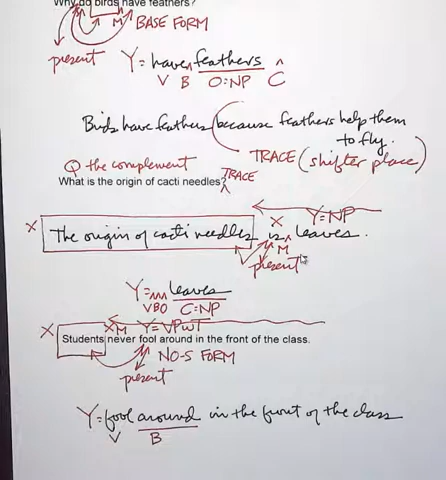 Why do birds have feathers?
M BASE FORM
present
Y= have feathers
V B O:NP C
Birds have feathers because feathers help them
to fly.
Q the complement TRACE TRACE (shifter place)
What is the origin of cacti needles?
X X Y=NP
The origin of cacti needles is leaves.
M
present
Y= leaves
VBO C=NP
X X M Y=VPwT
Students never fool around in the front of the class.
NO-S FORM
present
Y= fool around in the front of the class
V B